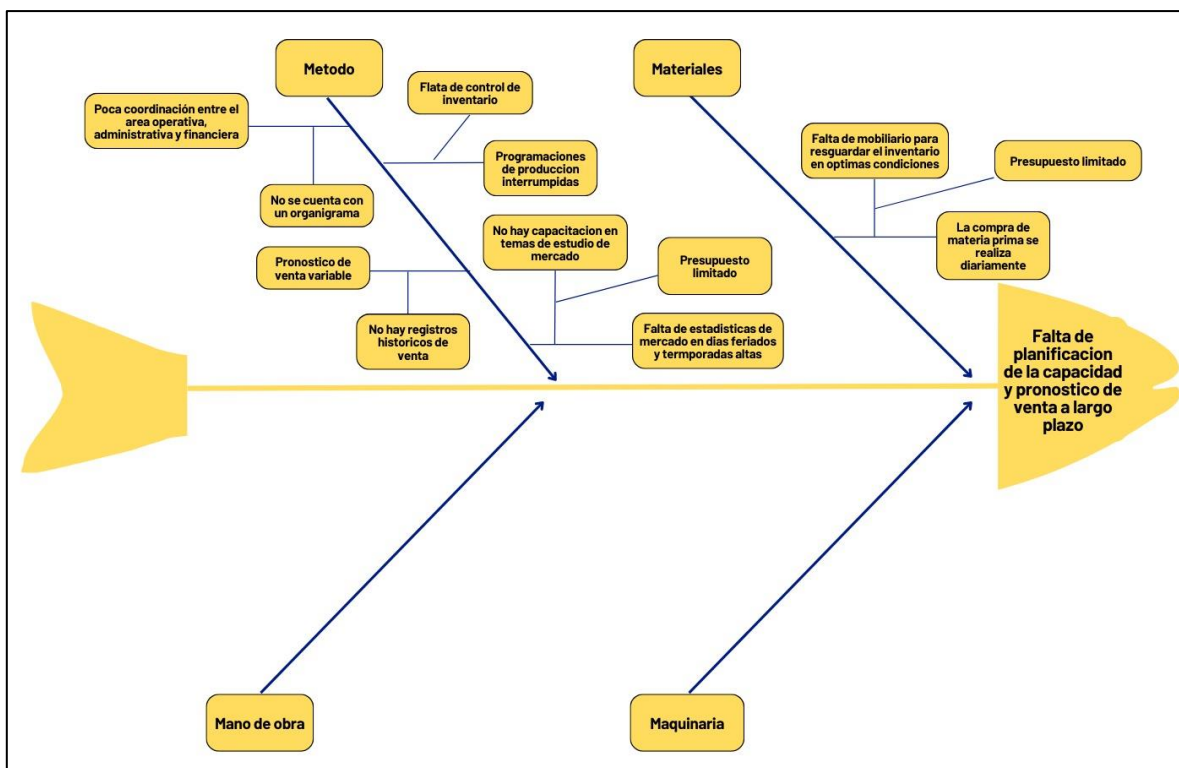 Metodo
Materiales
Flata de control de
inventario
Poca coordinación entre el
area operativa,
administrativa y financiera
Programaciones
de produccion
interrumpidas
No se cuenta con
un organigrama
No hay capacitacion en
temas de estudio de
mercado
Pronostico de
venta variable
Presupuesto
limitado
No hay registros
historicos de
venta
Falta de estadisticas de
mercado en dias feriados
y termporadas altas
Falta de mobiliario para
resguardar el inventario
en optimas condiciones
Presupuesto limitado
La compra de
materia prima se
realiza
diariamente
Falta de
planificacion
de la capacidad
y pronostico de
venta a largo
plazo
Mano de obra
Maquinaria